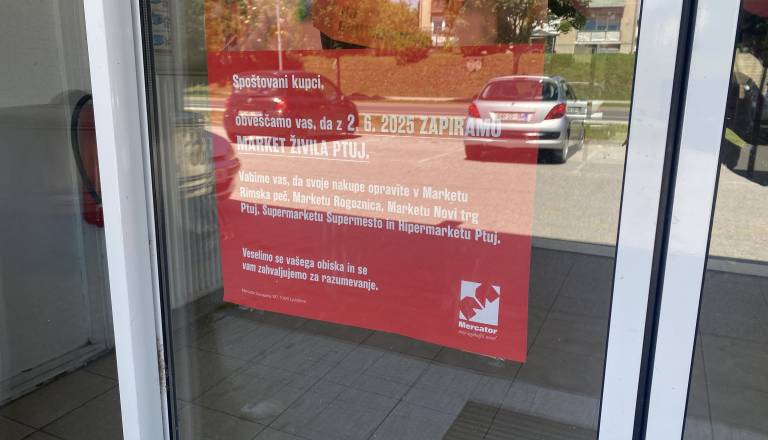 Spoštovani kupci,
obveščamo vas, da z 2. 6. 2025 ZAPIRAMO
MARKET ŽIVILA PTUJ.
Vabimo vas, da svoje nakupe opravite v Marketu
Rimska peč, Marketu Rogoznica, Marketu Novi trg
Ptuj, Supermarketu Supermesto in Hipermarketu Ptuj.
Veselimo se vašega obiska in se
vam zahvaljujemo za razumevanje.
Mercator